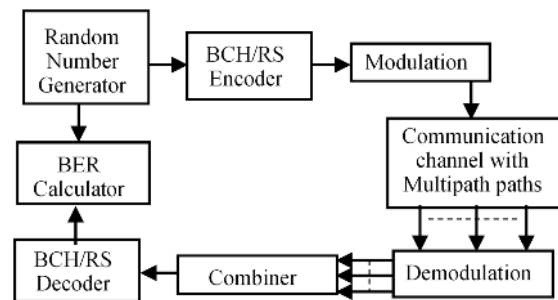 Random
Number
Generator
BCH/RS
Encoder
Modulation
Communication
channel with
Multipath paths
BER
Calculator
BCH/RS
Decoder
Combiner
Demodulation